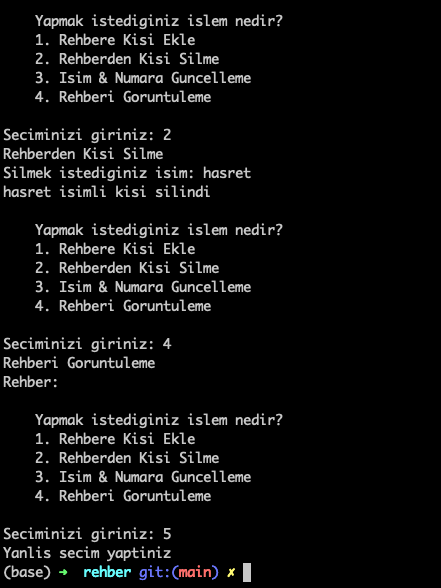 Yapmak istediginiz islem nedir?
1. Rehbere Kisi Ekle
2. Rehberden Kisi Silme
3. Isim & Numara Guncelleme
4. Rehberi Goruntuleme
Seciminizi giriniz: 2
Rehberden Kisi Silme
Silmek istediginiz isim: hasret
hasret isimli kisi silindi
Yapmak istediginiz islem nedir?
1. Rehbere Kisi Ekle
2. Rehberden Kisi Silme
3. Isim & Numara Guncelleme
4. Rehberi Goruntuleme
Seciminizi giriniz: 4
Rehberi Goruntuleme
Rehber:
Yapmak istediginiz islem nedir?
1. Rehbere Kisi Ekle
2. Rehberden Kisi Silme
3. Isim & Numara Guncelleme
4. Rehberi Goruntuleme
Seciminizi giriniz: 5
Yanlis secim yaptiniz
(base) ➜  rehber git:(main) ✗